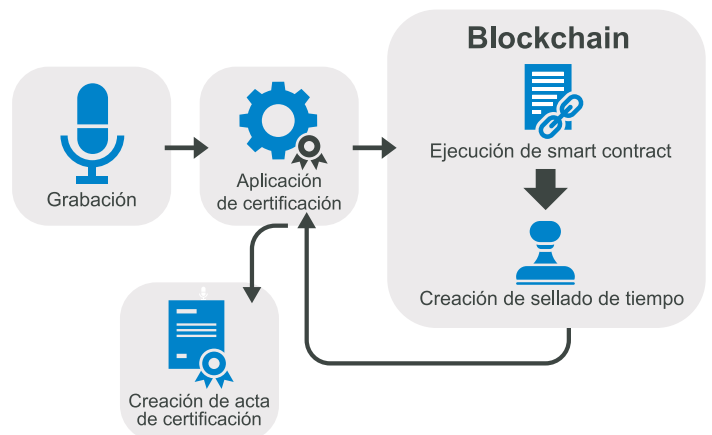 Blockchain
Grabación
Aplicación
de certificación
Ejecución de smart contract
Creación de sellado de tiempo
Creación de acta
de certificación